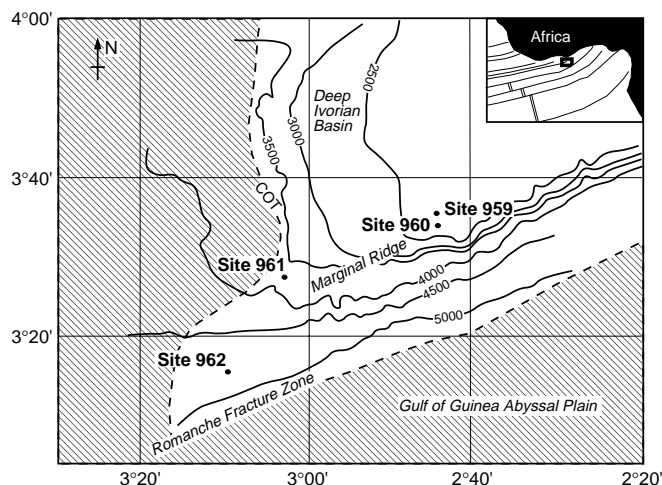 4°00'
N
Africa
2500
Deep
Ivorian
Basin
3000
3500
3°40'
COT
Site 959
Site 960
Marginal Ridge
Site 961
4000
4500
5000
3°20'
Site 962
Romanche Fracture Zone
Gulf of Guinea Abyssal Plain
3°20'
3°00'
2°40'
2°20'